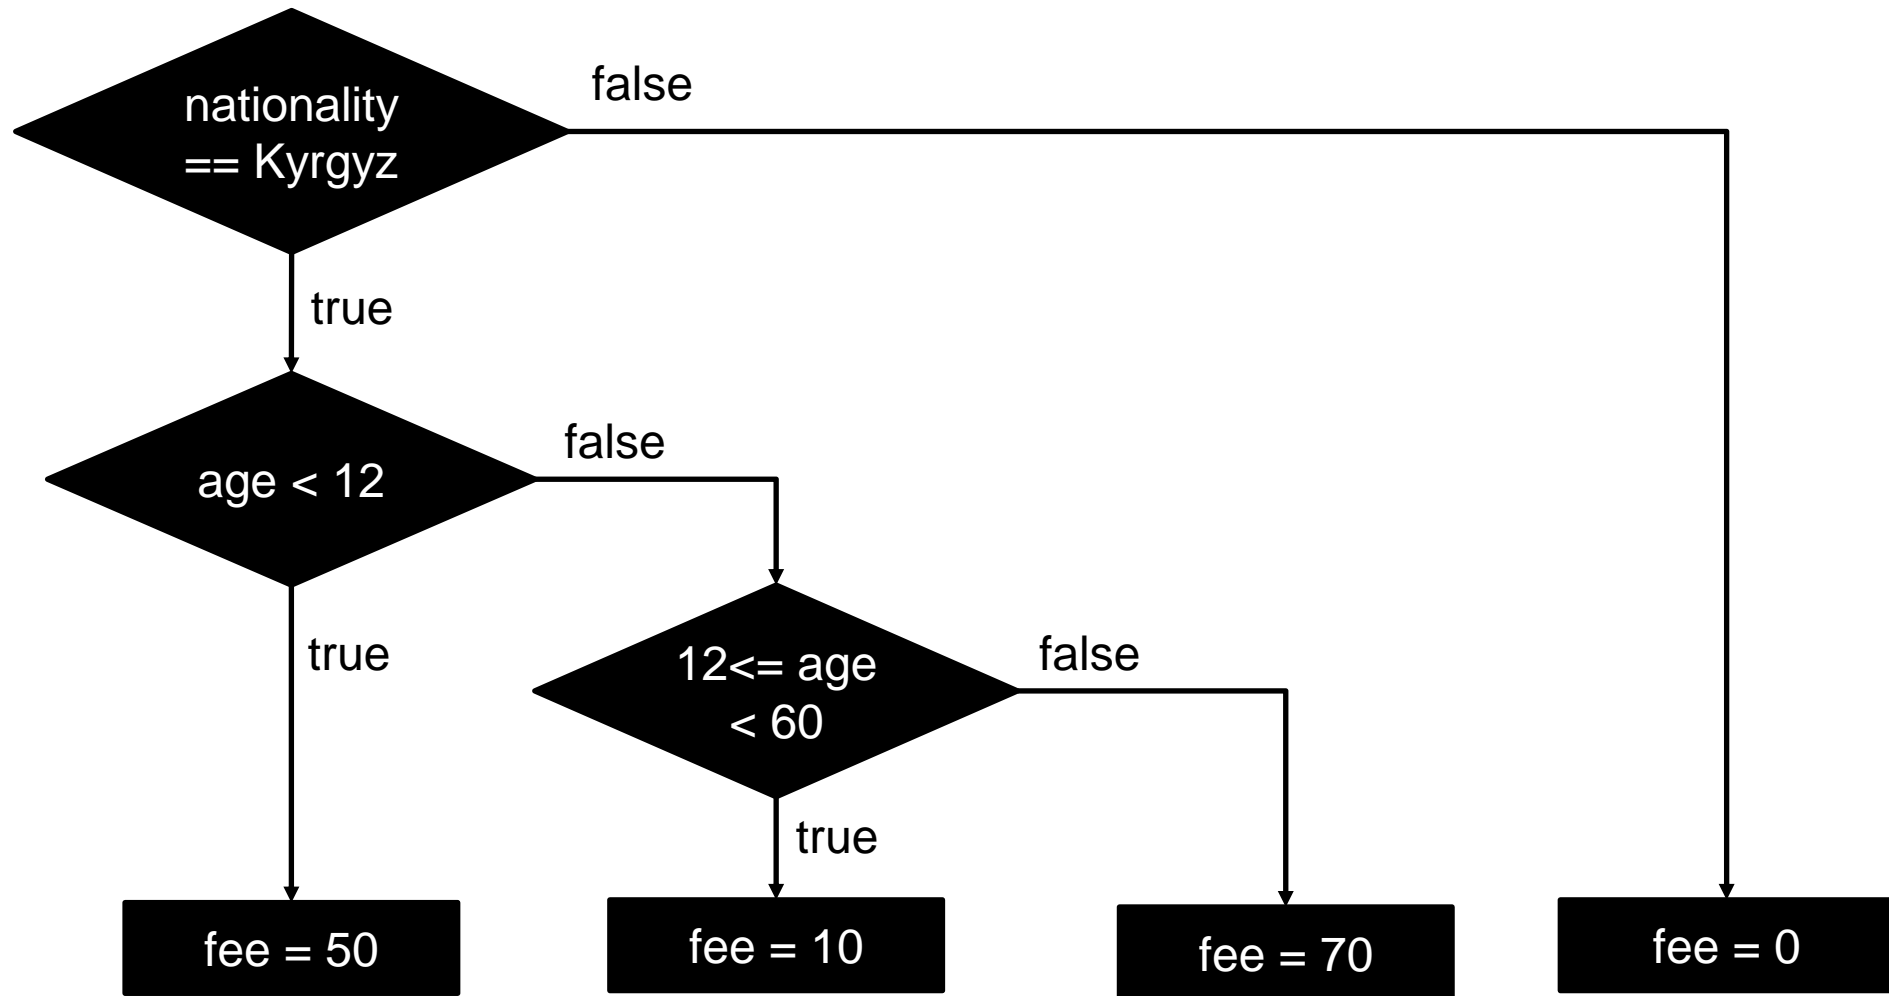 nationality
== Kyrgyz
false
true
age < 12
false
true
12<= age
< 60
false
true
fee = 50
fee = 10
fee = 70
fee = 0